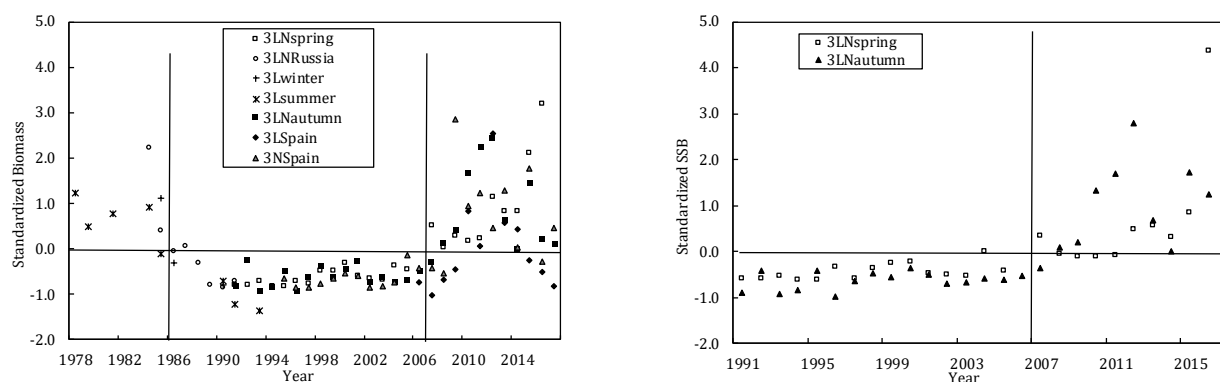 5.0
4.0
3.0
2.0
1.0
0.0
-1.0
-2.0
Standardized Biomass
3LNspring
3LNRussia
3Lwinter
3Lsummer
3LNautumn
3LSpain
3NSpain
1978 1982 1986 1990 1994 1998 2002 2006 2010 2014
Year
5.0
4.0
3.0
2.0
1.0
0.0
-1.0
-2.0
Standardized SSB
3LNspring
3LNautumn
1991 1995 1999 2003 2007 2011 2015
Year